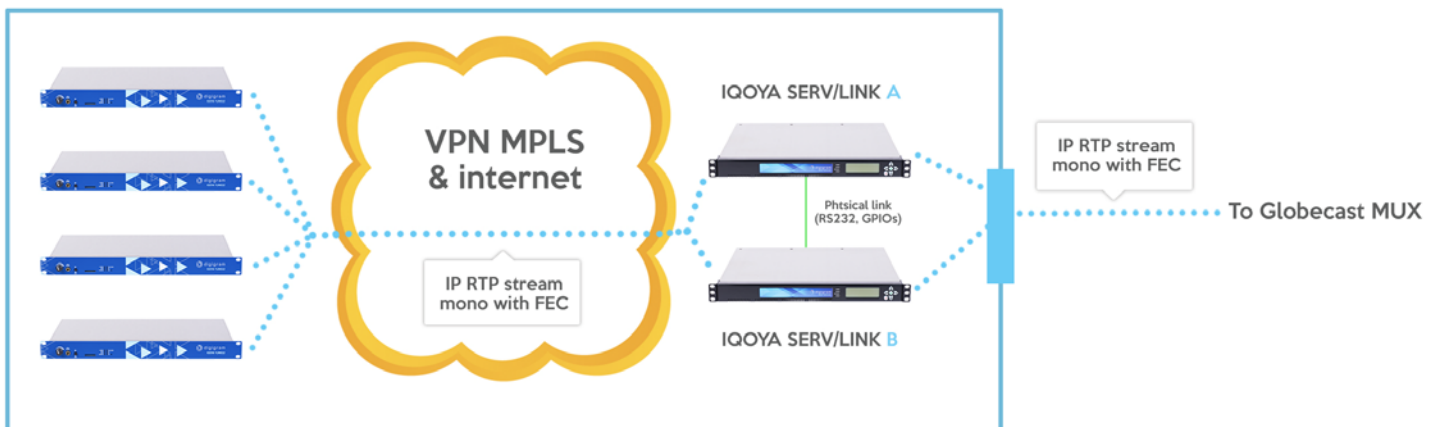 VPN MPLS
& internet
IP RTP stream
mono with FEC
IQOYA SERV/LINK A
Phtsical link
(RS232, GPIOs)
IQOYA SERV/LINK B
IP RTP stream
mono with FEC
To Globecast MUX